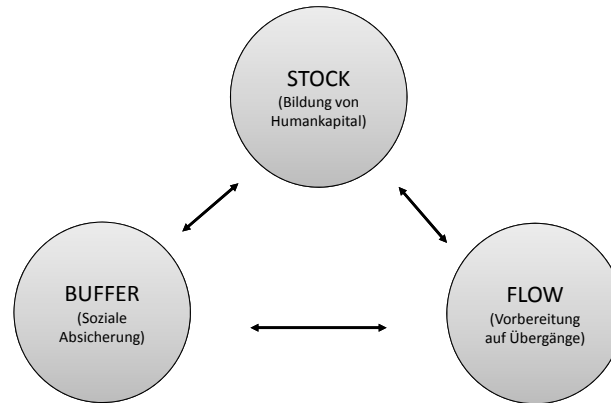 STOCK
(Bildung von
Humankapital)
BUFFER
(Soziale
Absicherung)
FLOW
(Vorbereitung
auf Übergänge)